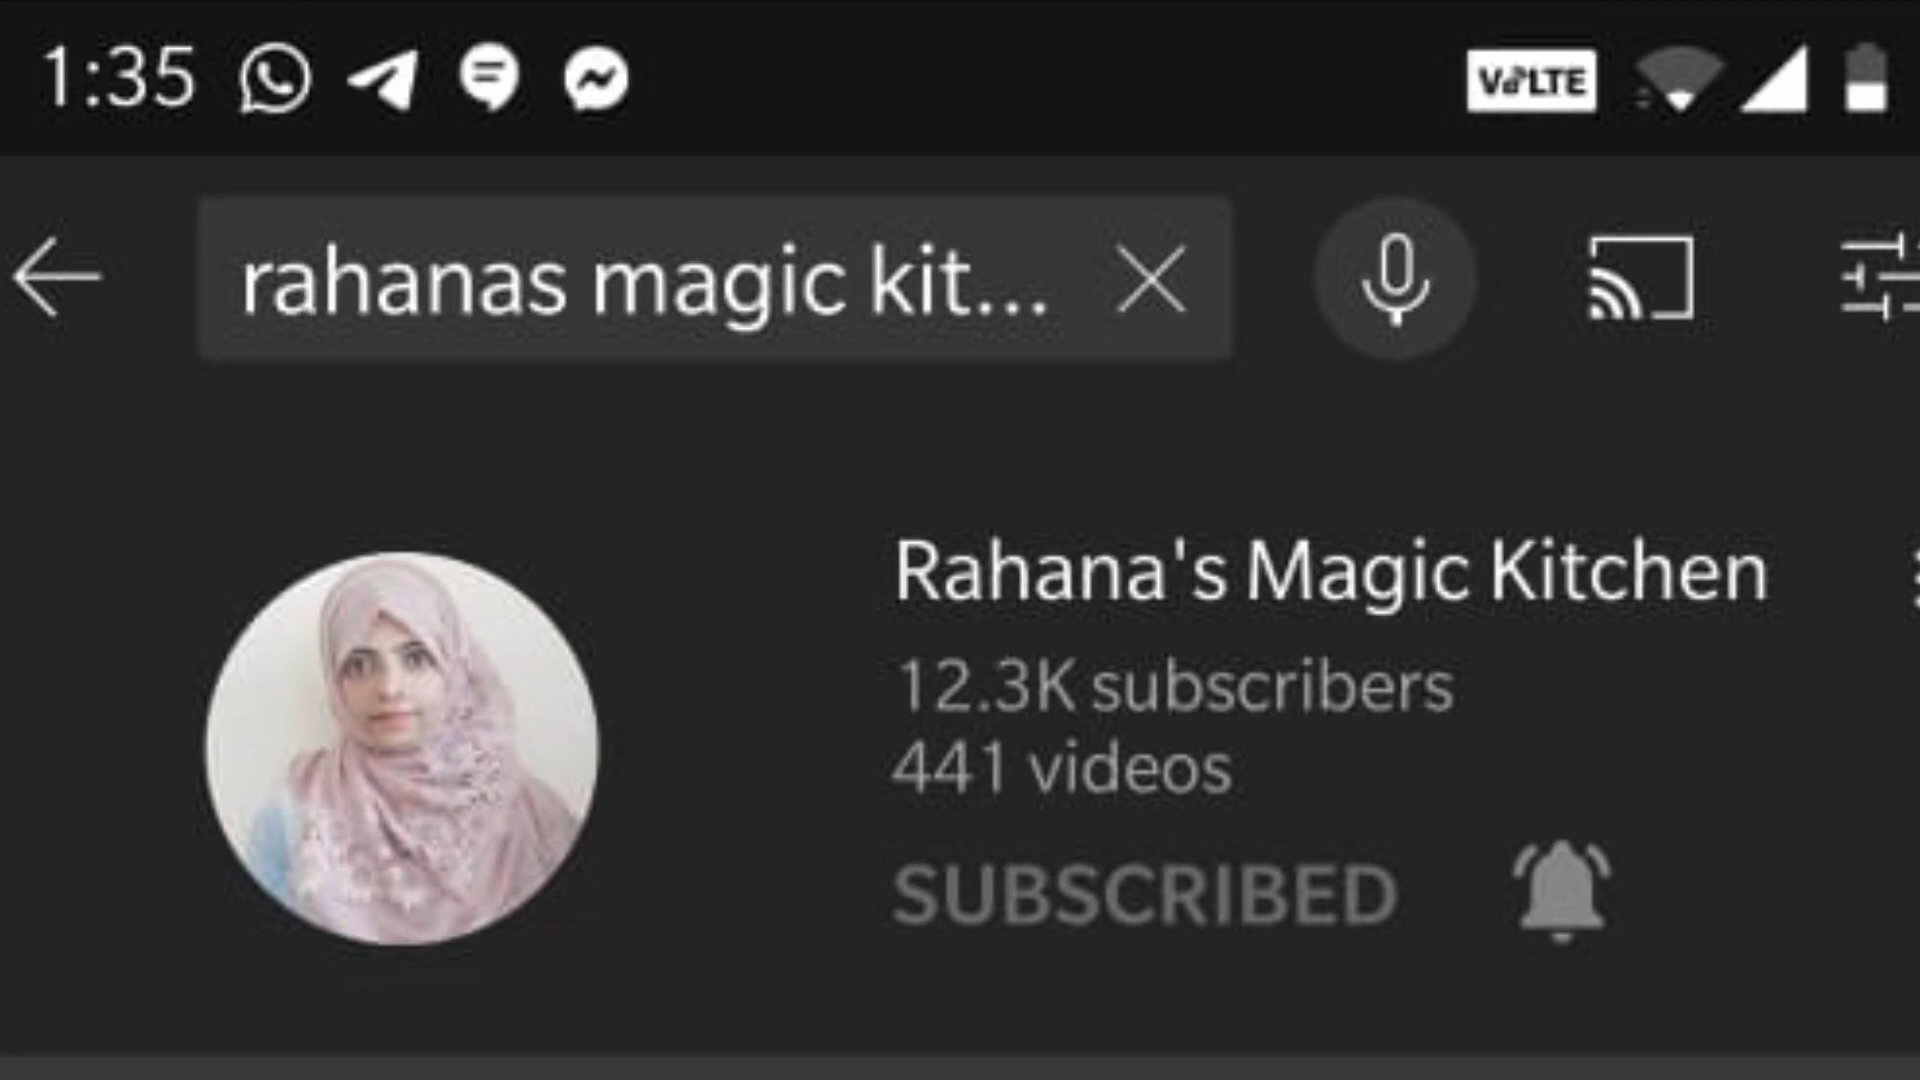 1:35 VoLTE
rahanas magic kit...
Rahana's Magic Kitchen
12.3K subscribers
441 videos
SUBSCRIBED